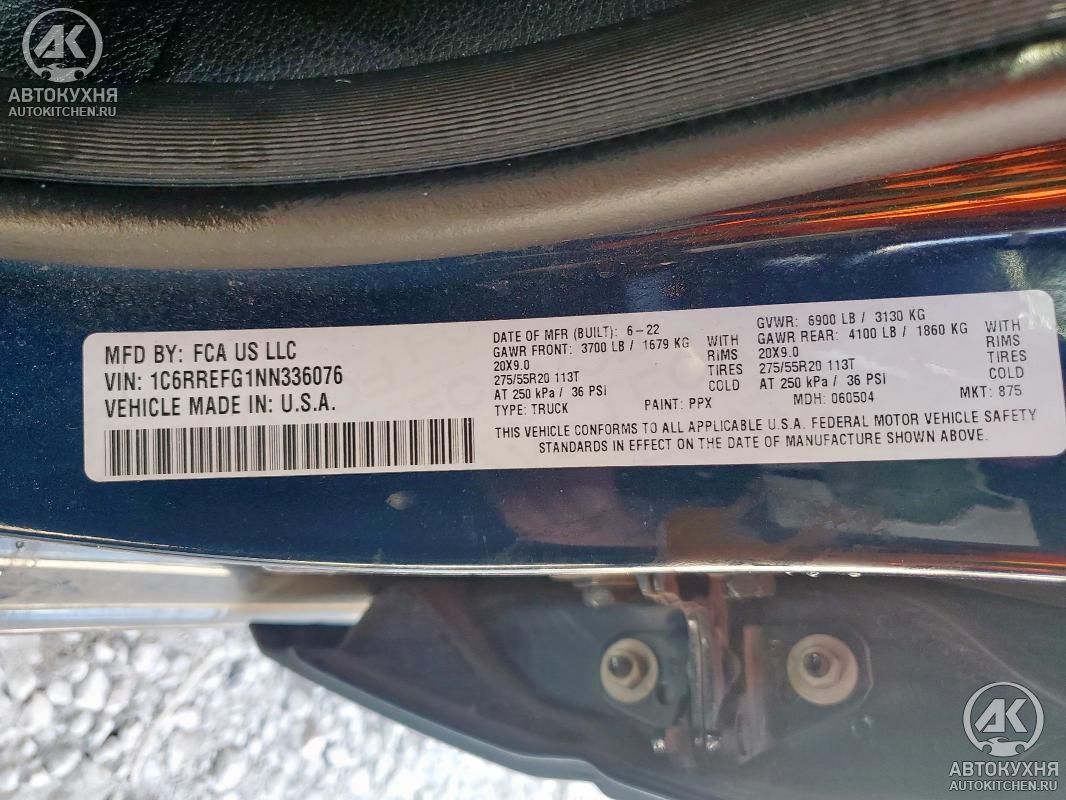 АК
АВТОКУХНЯ
AUTOKITCHEN.RU
MFD BY: FCA US LLC
VIN: 1C6RREFG1NN336076
VEHICLE MADE IN: U.S.A.
DATE OF MFR (BUILT): 6-22
GAWR FRONT: 3700 LB / 1679 KG WITH
20X9.0 RIMS
275/55R20 113T TIRES
AT 250 kPa / 36 PSI COLD
TYPE: TRUCK PAINT: PPX
GVWR: 6900 LB / 3130 KG
GAWR REAR: 4100 LB / 1860 KG WITH
20X9.0 RIMS
275/55R20 113T TIRES
AT 250 kPa / 36 PSI COLD
MDH: 060504 MKT: 875
THIS VEHICLE CONFORMS TO ALL APPLICABLE U.S.A. FEDERAL MOTOR VEHICLE SAFETY
STANDARDS IN EFFECT ON THE DATE OF MANUFACTURE SHOWN ABOVE.
АК
АВТОКУХНЯ
AUTOKITCHEN.RU